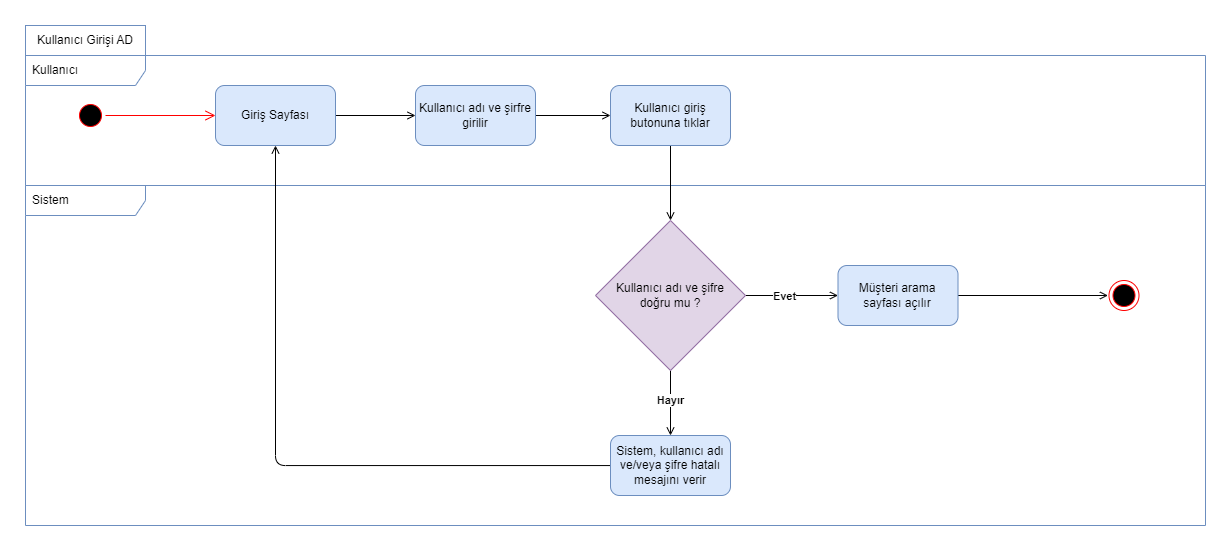 Kullanıcı Girişi AD
Kullanıcı
Giriş Sayfası
Kullanıcı adı ve şirfre
girilir
Kullanıcı giriş
butonuna tıklar
Sistem
Kullanıcı adı ve şifre
doğru mu ?
Evet
Müşteri arama
sayfası açılır
Hayır
Sistem, kullanıcı adı
ve/veya şifre hatalı
mesajını verir